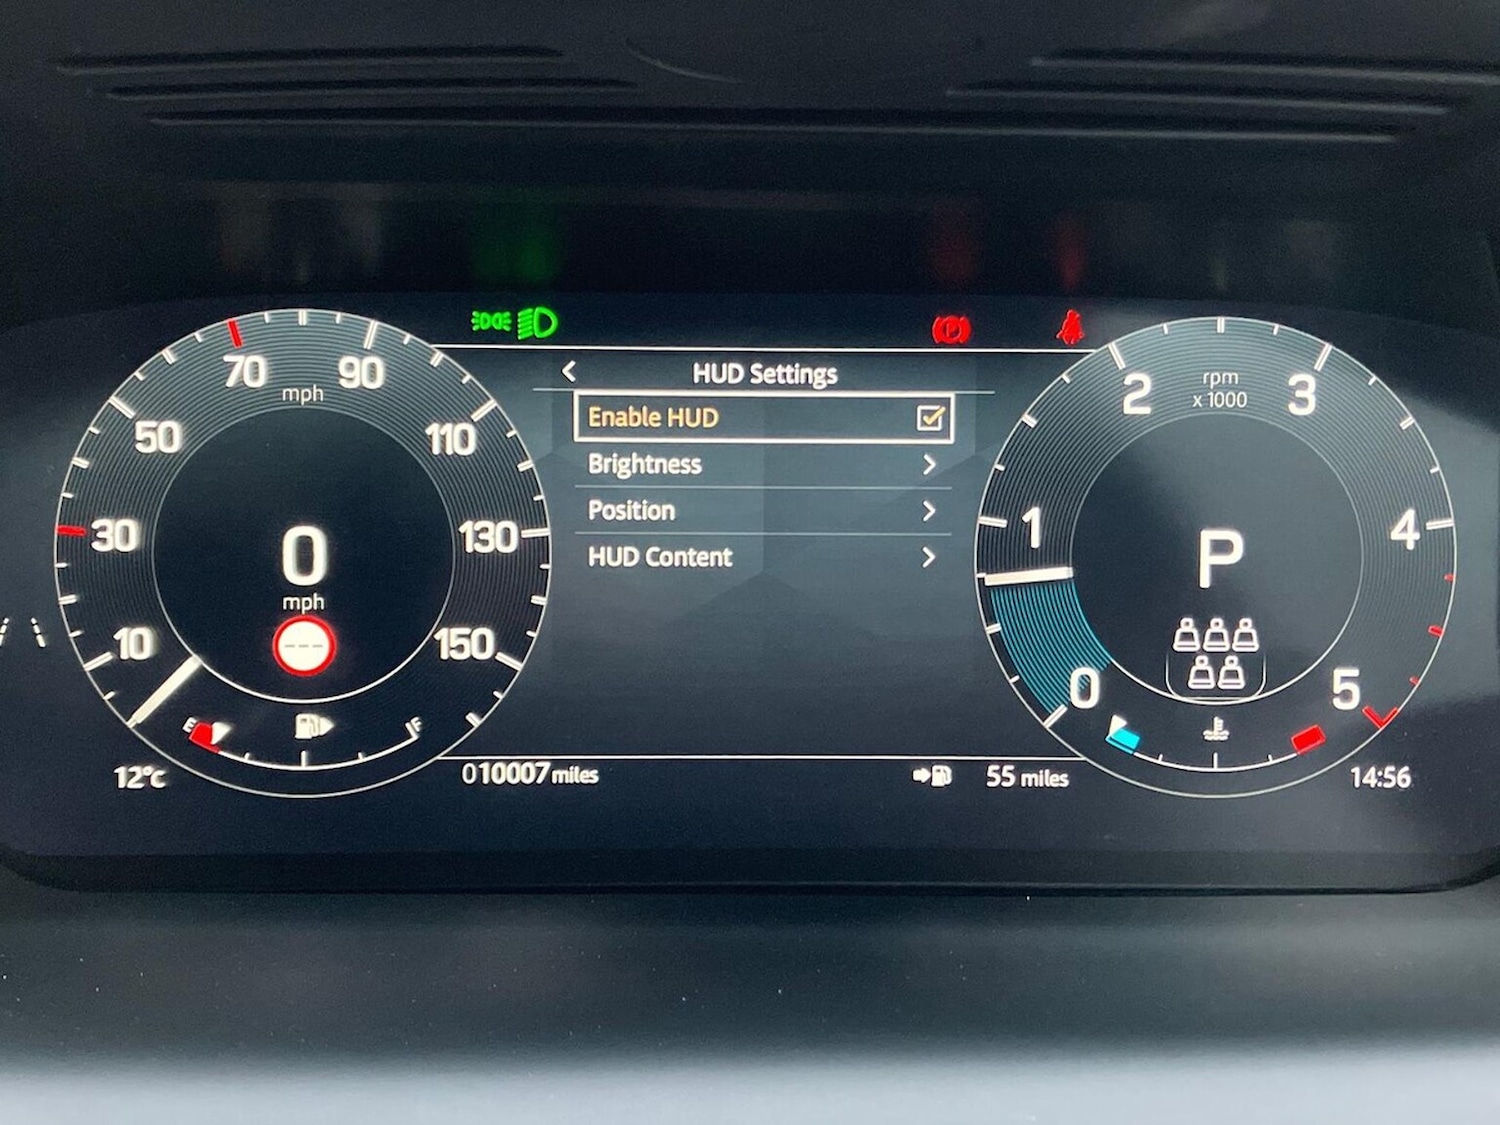 HUD Settings
Enable HUD
Brightness
Position
HUD Content
10
30
50
70
90
110
130
150
mph
0
mph
E
F
12°c
010007 miles
55 miles
P
0
1
2
3
4
5
rpm
x 1000
P
14:56